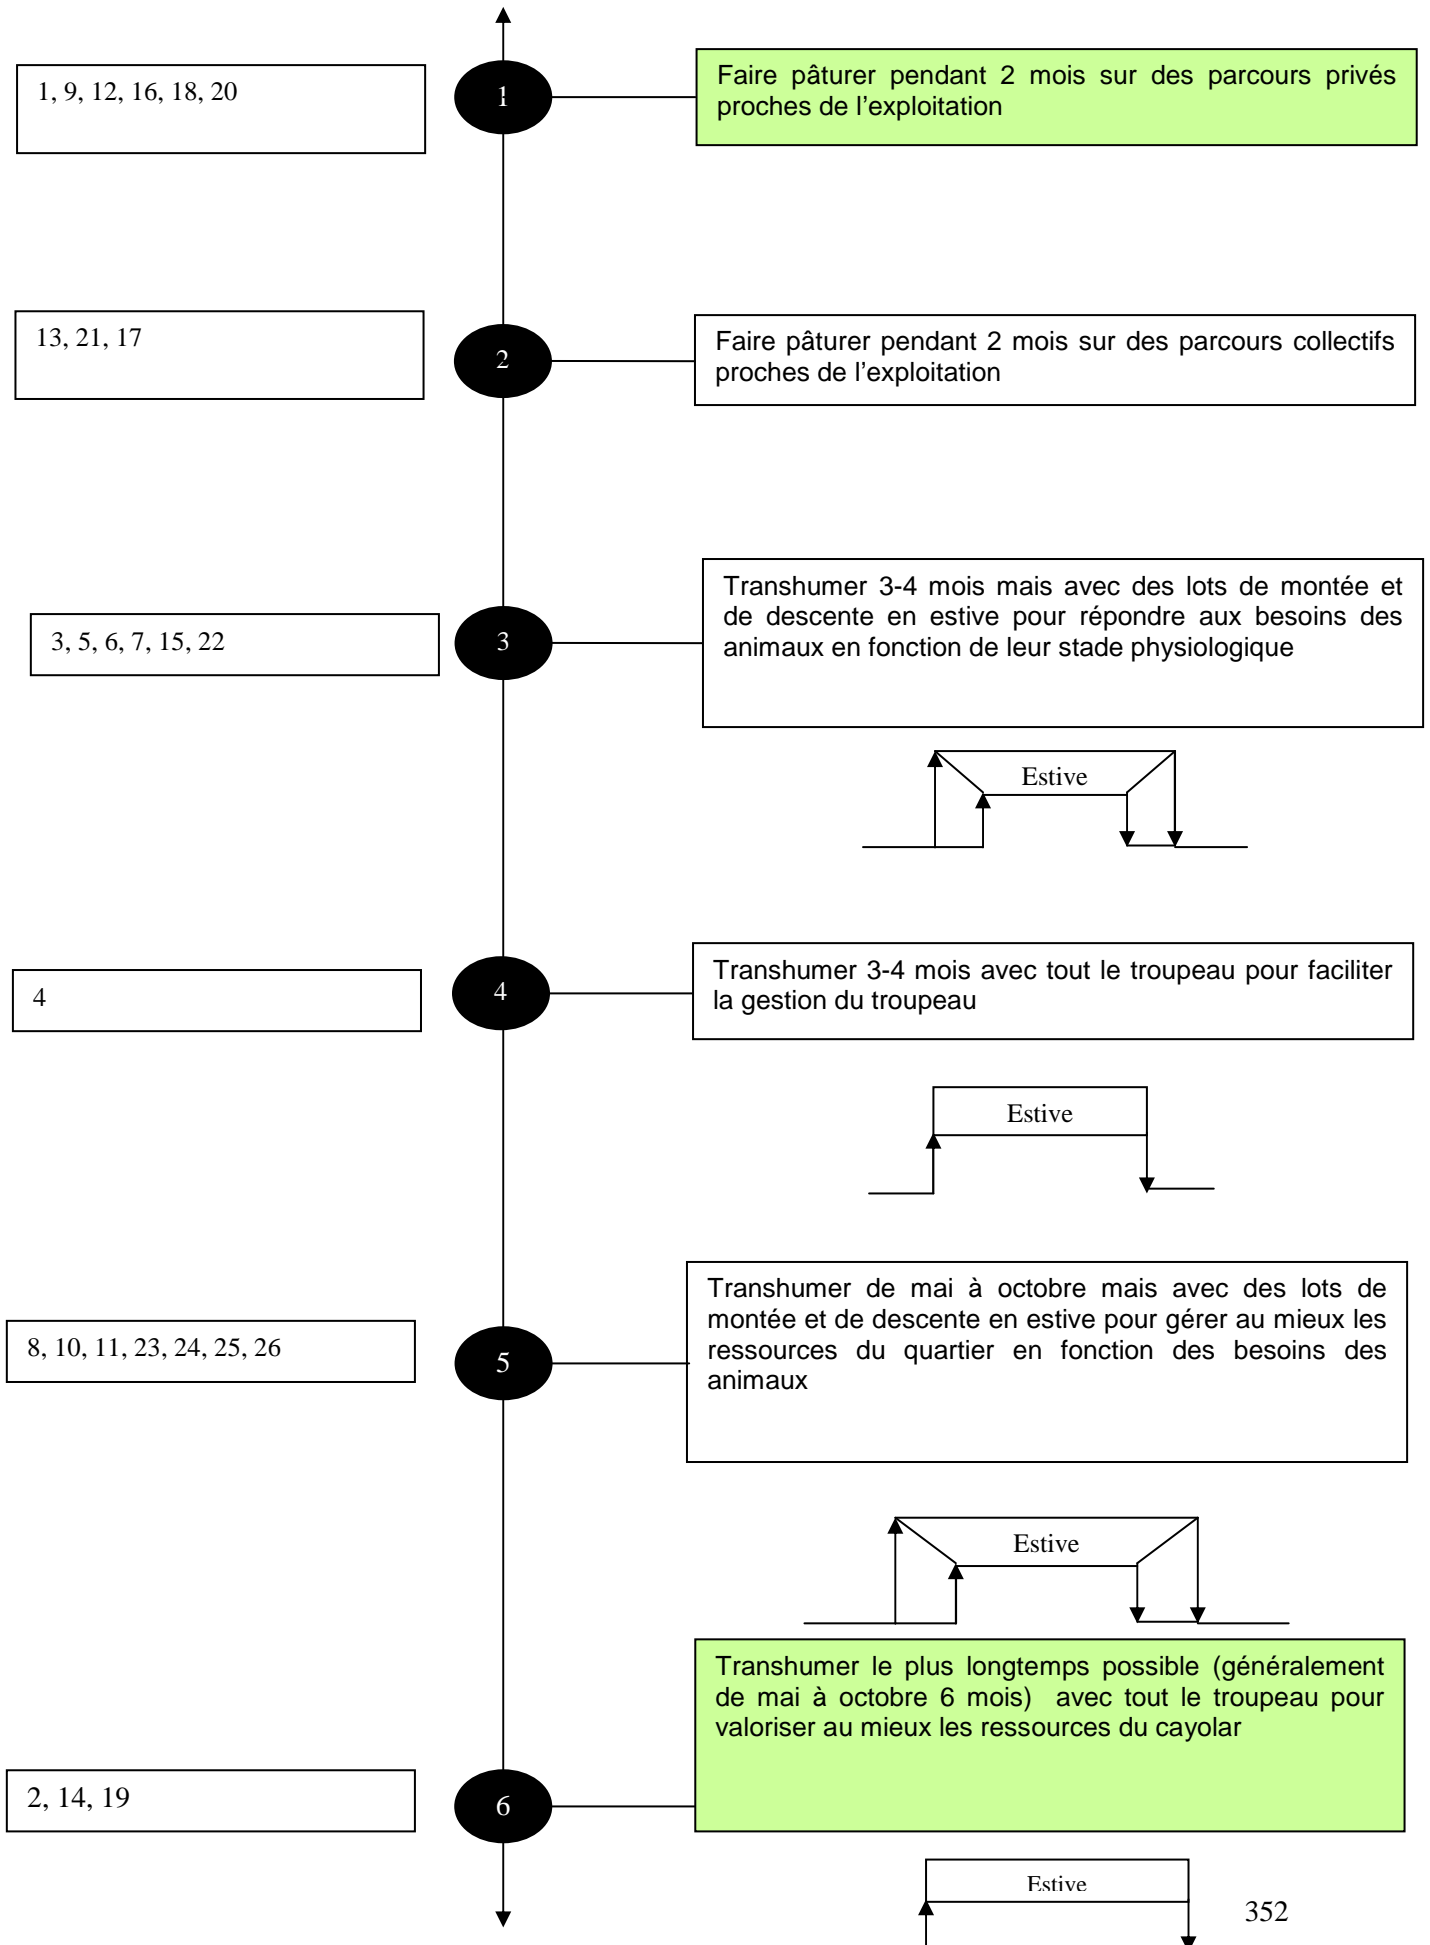 1, 9, 12, 16, 18, 20
1
Faire pâturer pendant 2 mois sur des parcours privés
proches de l’exploitation
13, 21, 17
2
Faire pâturer pendant 2 mois sur des parcours collectifs
proches de l’exploitation
3, 5, 6, 7, 15, 22
3
Transhumer 3-4 mois mais avec des lots de montée et
de descente en estive pour répondre aux besoins des
animaux en fonction de leur stade physiologique
Estive
4
4
Transhumer 3-4 mois avec tout le troupeau pour faciliter
la gestion du troupeau
Estive
8, 10, 11, 23, 24, 25, 26
5
Transhumer de mai à octobre mais avec des lots de
montée et de descente en estive pour gérer au mieux les
ressources du quartier en fonction des besoins des
animaux
Estive
2, 14, 19
6
Transhumer le plus longtemps possible (généralement
de mai à octobre 6 mois) avec tout le troupeau pour
valoriser au mieux les ressources du cayolar
Estive
352